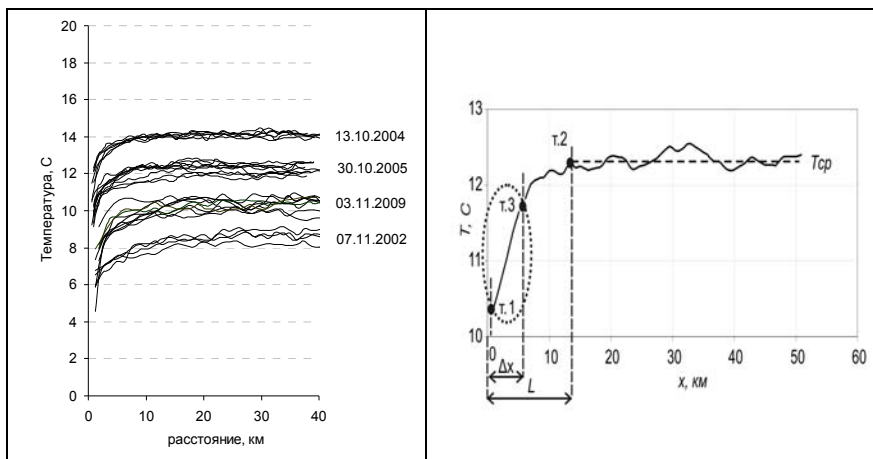 20
18
16
14
12
10
8
6
4
2
0
Температура, С
13.10.2004
30.10.2005
03.11.2009
07.11.2002
0 10 20 30 40
расстояние, км
13
12
11
10
T, C
т.2
Tср
т.3
т.1
0 10 20 30 40 50 60
Δx
L
x, км